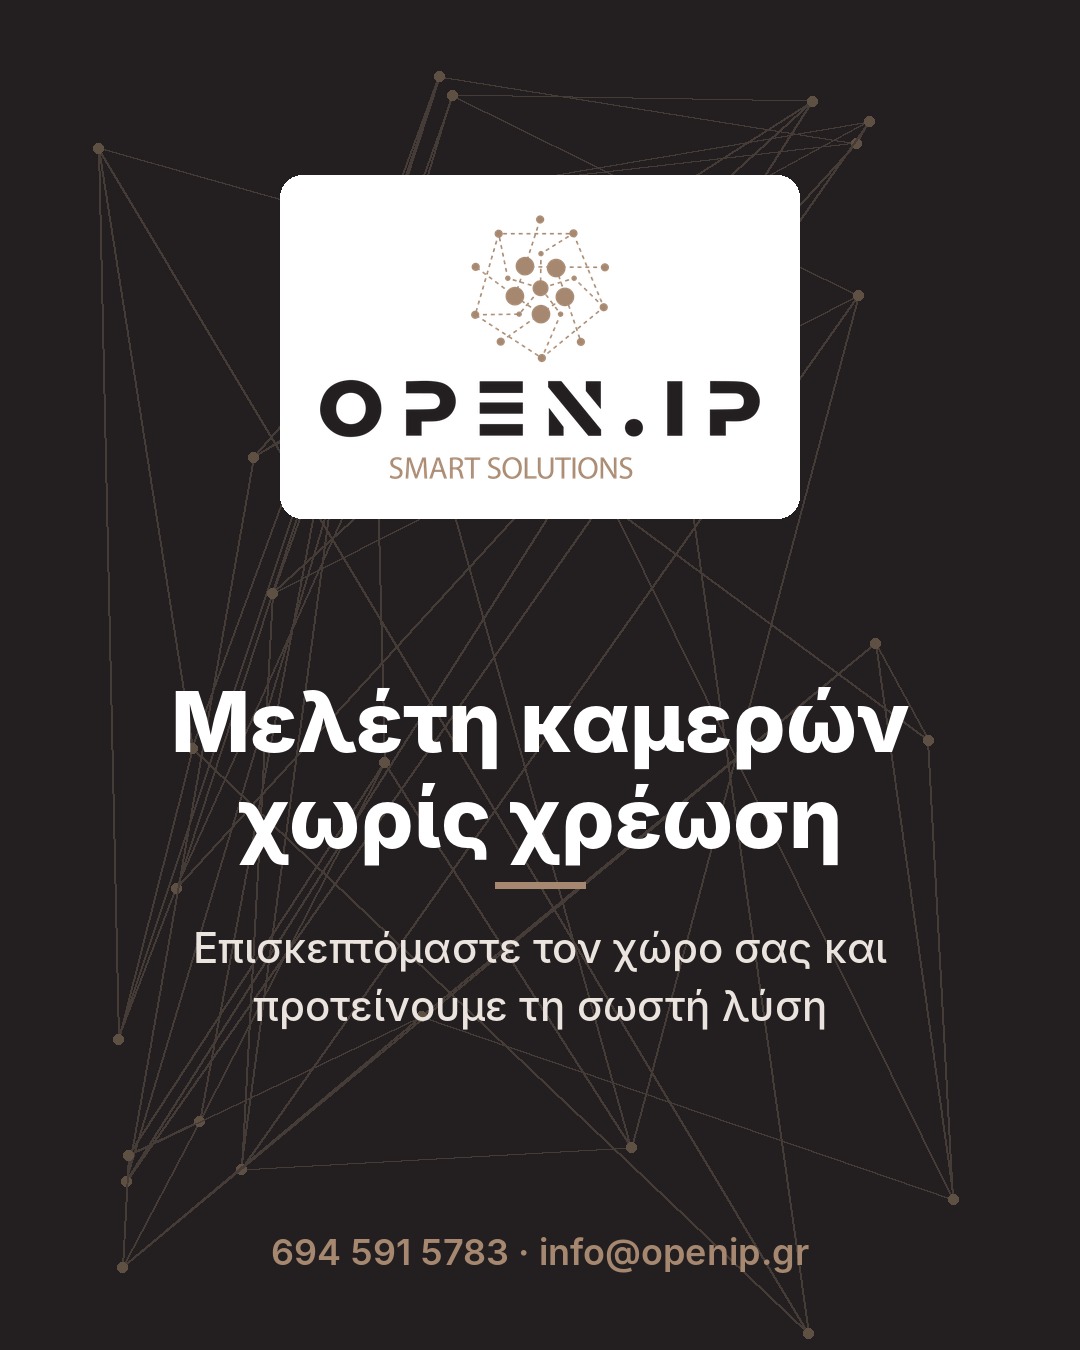 OPEN.IP
SMART SOLUTIONS
Μελέτη καμερών
χωρίς χρέωση
Επισκεπτόμαστε τον χώρο σας και
προτείνουμε τη σωστή λύση
694 591 5783 · info@openip.gr